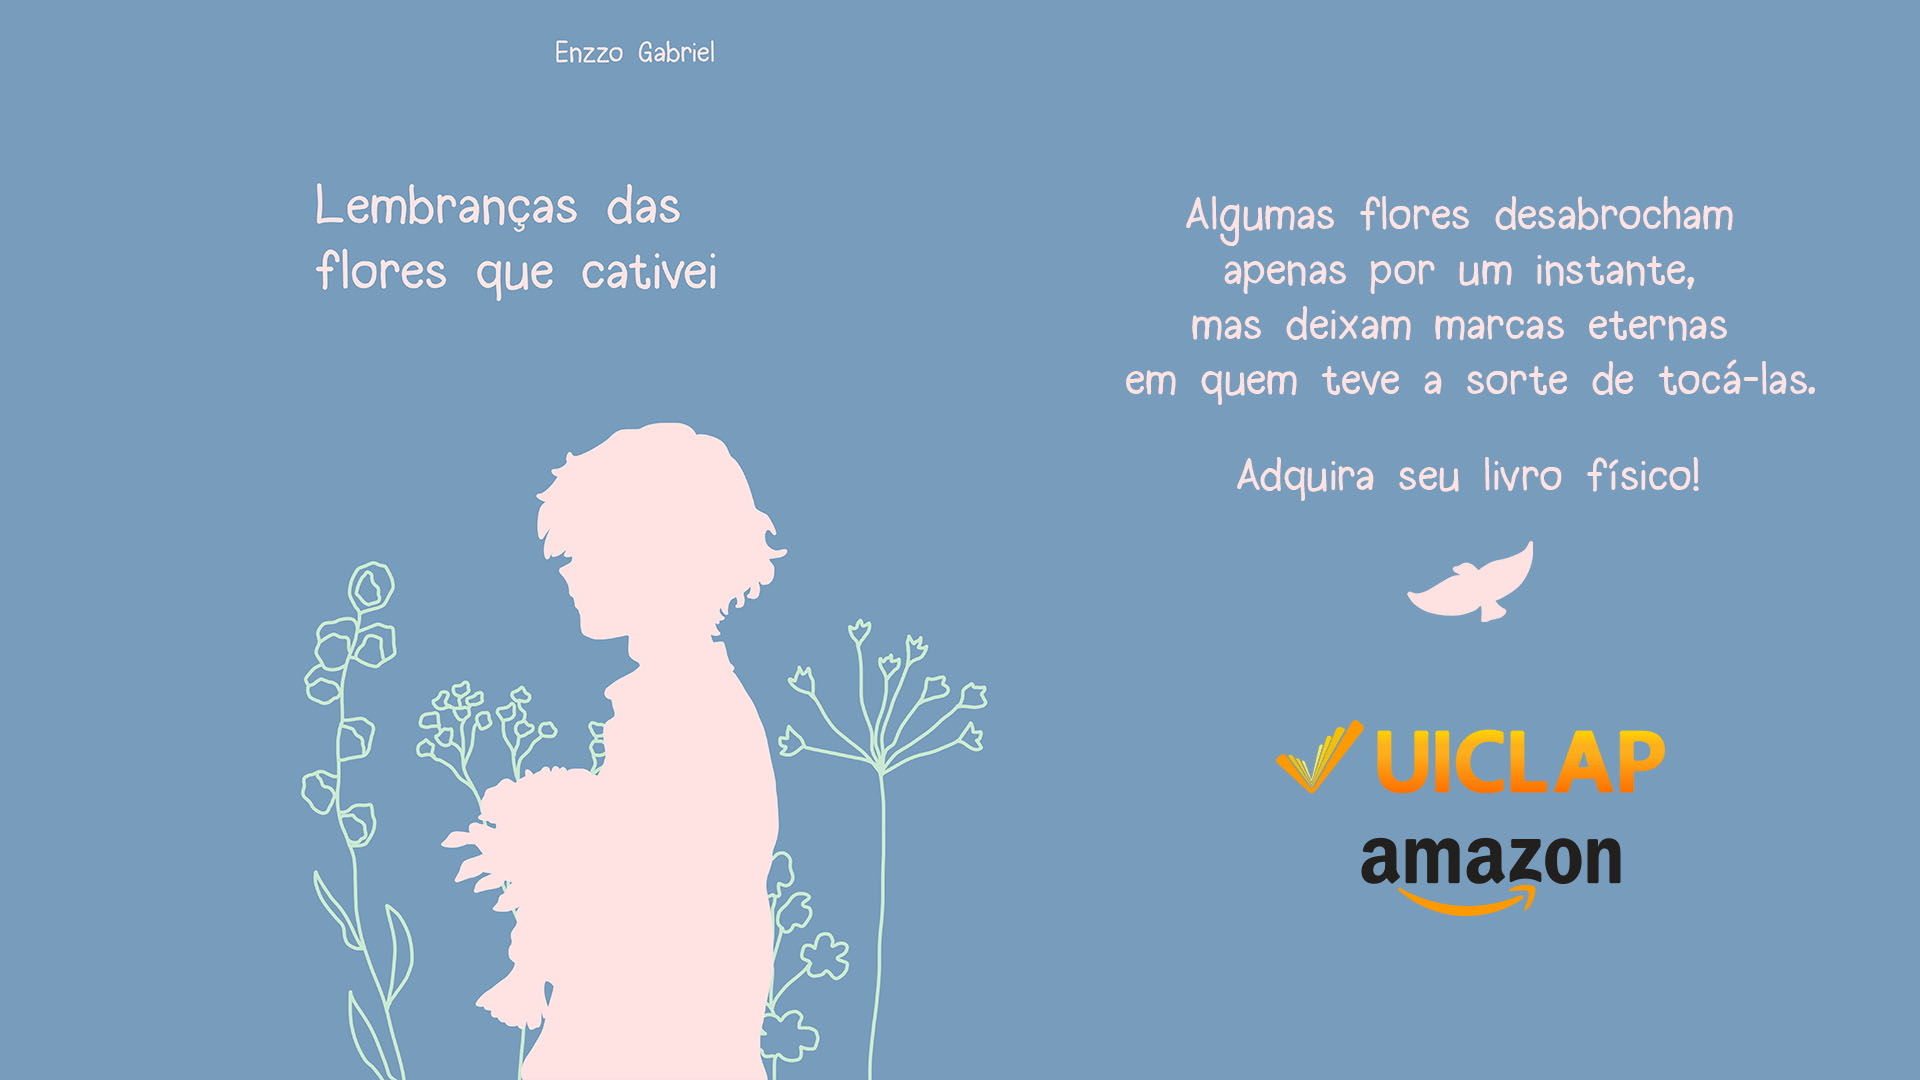 Enzzo Gabriel
Lembranças das
flores que cativei
Algumas flores desabrocham
apenas por um instante,
mas deixam marcas eternas
em quem teve a sorte de tocá-las.
Adquira seu livro físico!
UICLAP
amazon